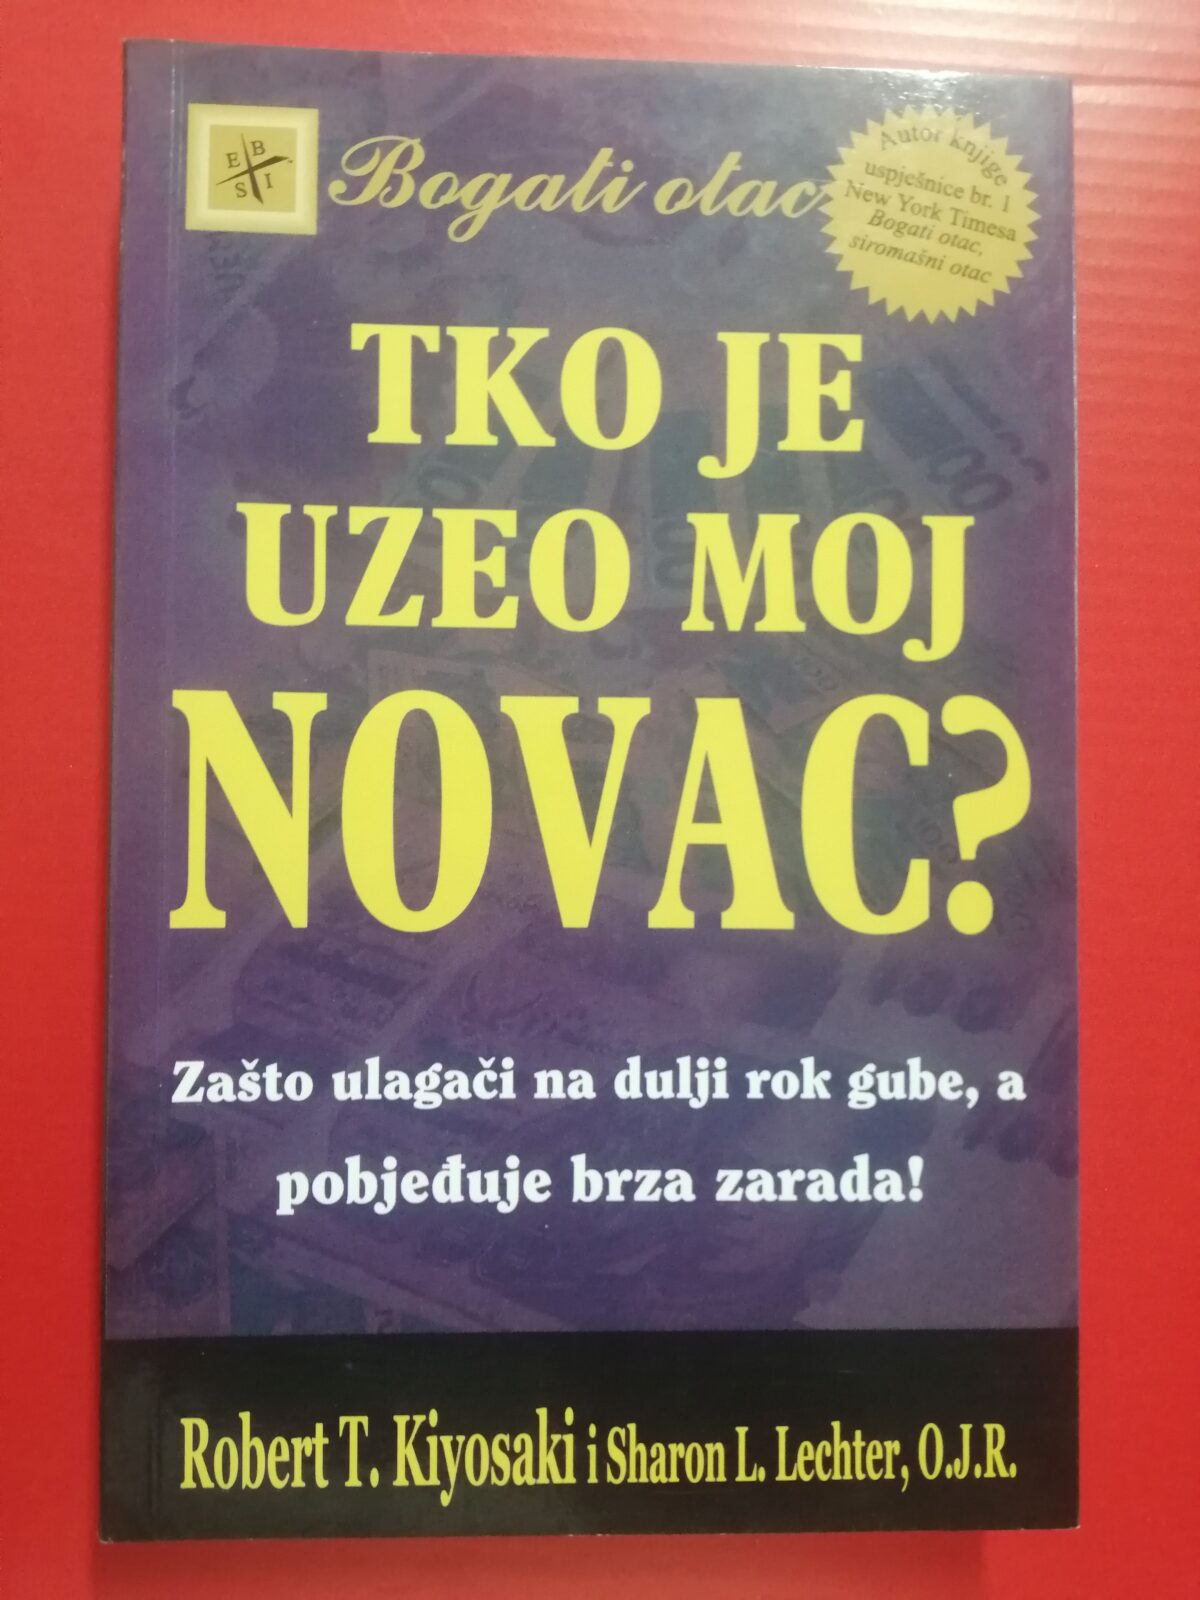 E B
S I
Bogati otac
Autor knjige
uspješnice br. 1
New York Timesa
Bogati otac,
siromašni otac
TKO JE
UZEO MOJ
NOVAC?
Zašto ulagači na dulji rok gube, a
pobjeđuje brza zarada!
Robert T. Kiyosaki i Sharon L. Lechter, O.J.R.